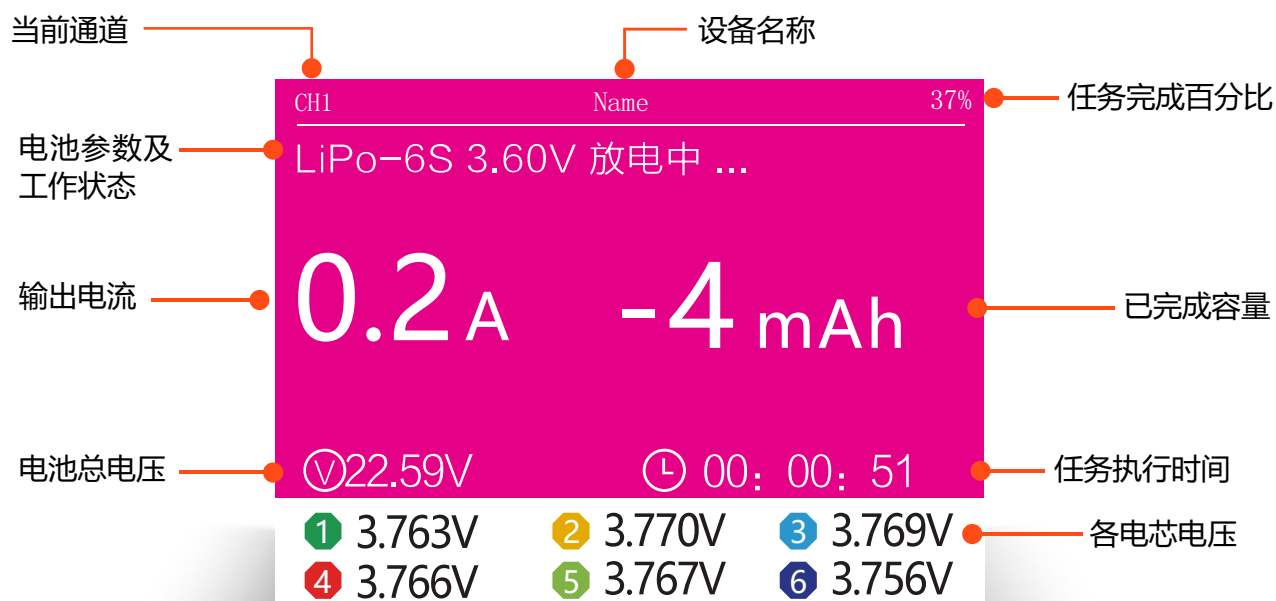 当前通道
设备名称
CH1
Name
37%
任务完成百分比
电池参数及
工作状态
LiPo-6S 3.60V 放电中 ...
输出电流
0.2 A
-4 mAh
已完成容量
电池总电压
V 22.59V
00：00：51
任务执行时间
1 3.763V
2 3.770V
3 3.769V
各电芯电压
4 3.766V
5 3.767V
6 3.756V